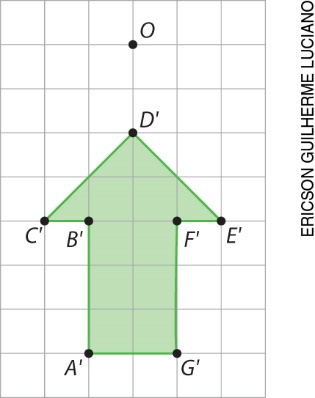 O
D'
C'
B'
F'
E'
A'
G'
ERICSON GUILHERME LUCIANO